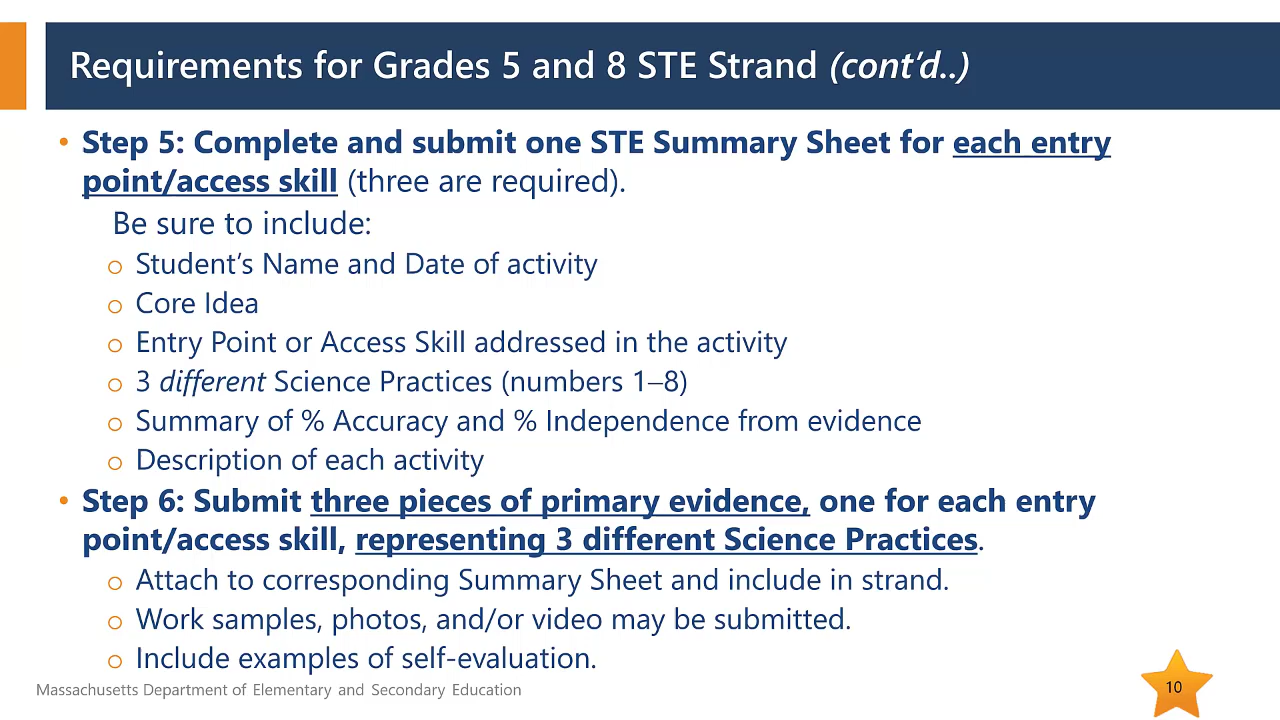 Requirements for Grades 5 and 8 STE Strand (cont’d..)
• Step 5: Complete and submit one STE Summary Sheet for each entry
point/access skill (three are required).
Be sure to include:
o Student’s Name and Date of activity
o Core Idea
o Entry Point or Access Skill addressed in the activity
o 3 different Science Practices (numbers 1–8)
o Summary of % Accuracy and % Independence from evidence
o Description of each activity
• Step 6: Submit three pieces of primary evidence, one for each entry
point/access skill, representing 3 different Science Practices.
o Attach to corresponding Summary Sheet and include in strand.
o Work samples, photos, and/or video may be submitted.
o Include examples of self-evaluation.
Massachusetts Department of Elementary and Secondary Education
10